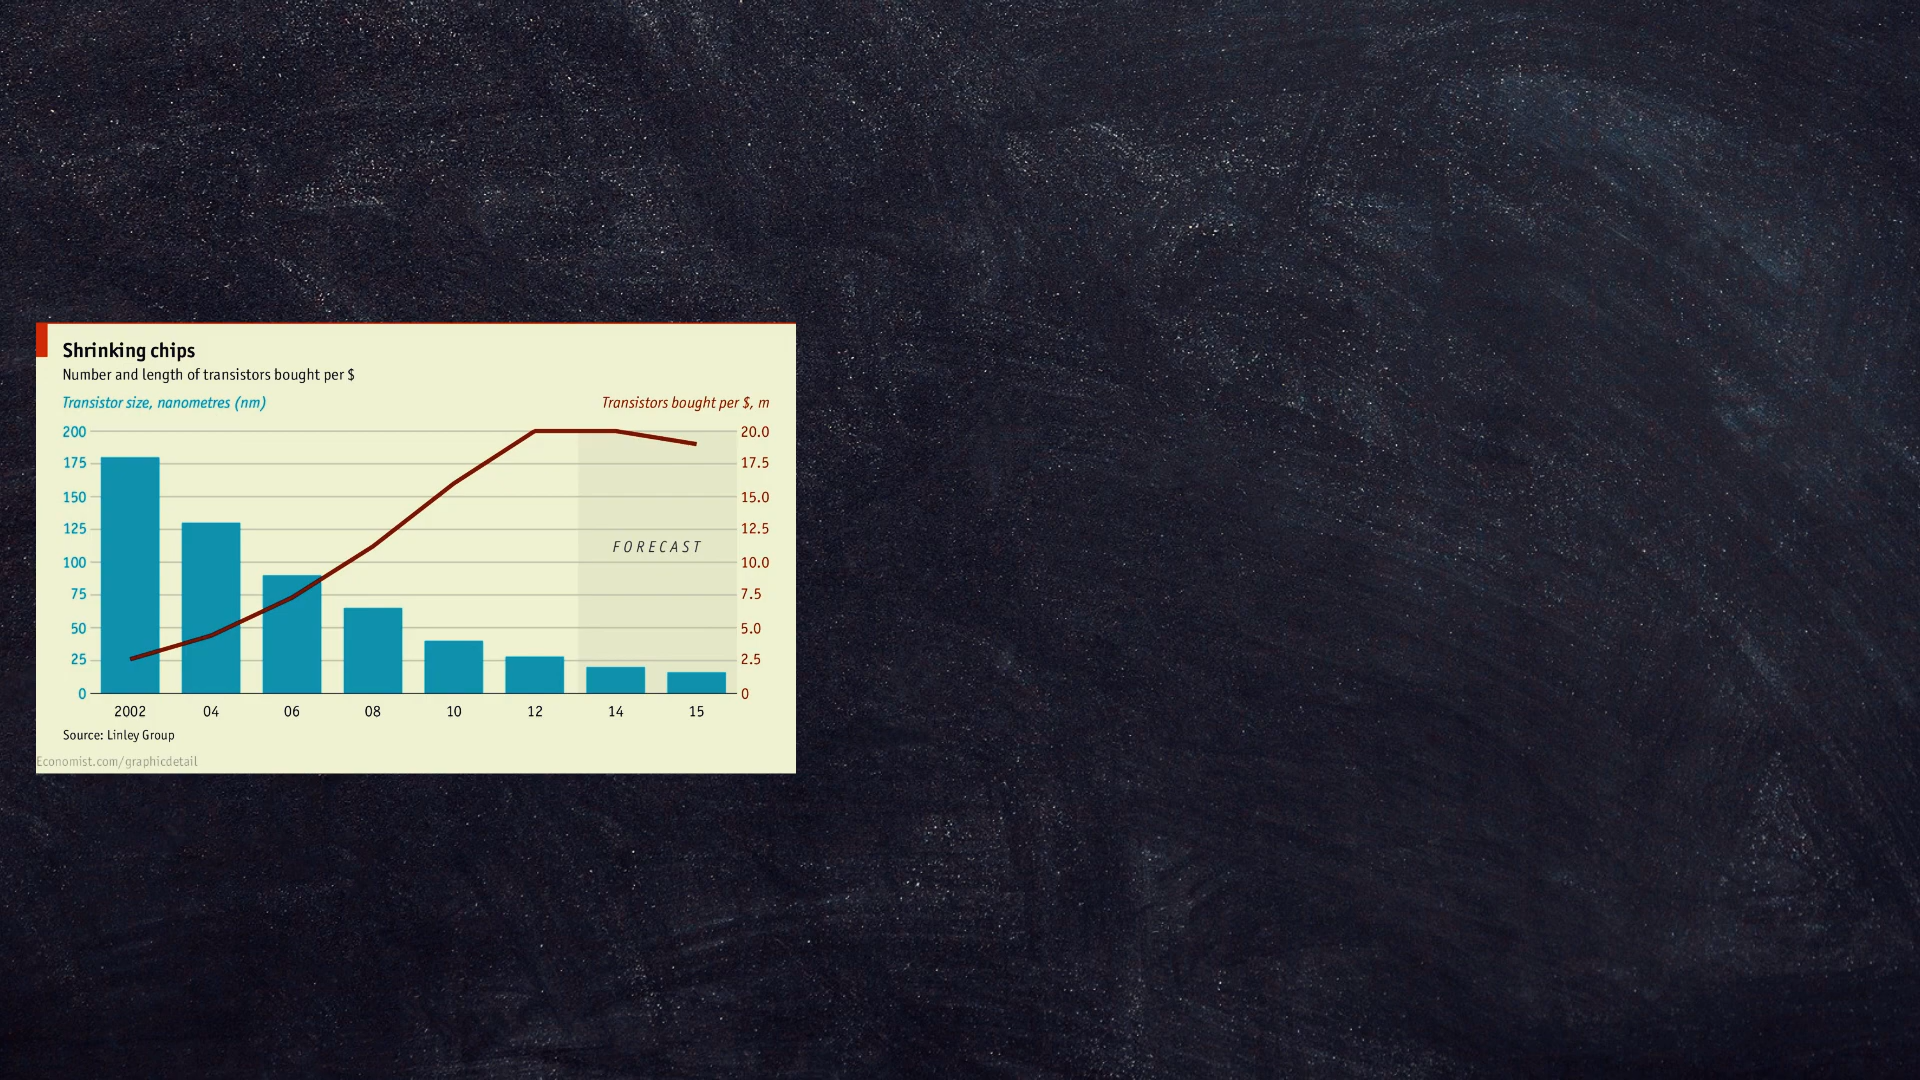 Shrinking chips
Number and length of transistors bought per $
Transistor size, nanometres (nm) Transistors bought per $, m
200 20.0
175 17.5
150 15.0
125 12.5
100 10.0
FORECAST
75 7.5
50 5.0
25 2.5
0 0
2002 04 06 08 10 12 14 15
Source: Linley Group
Economist.com/graphicdetail